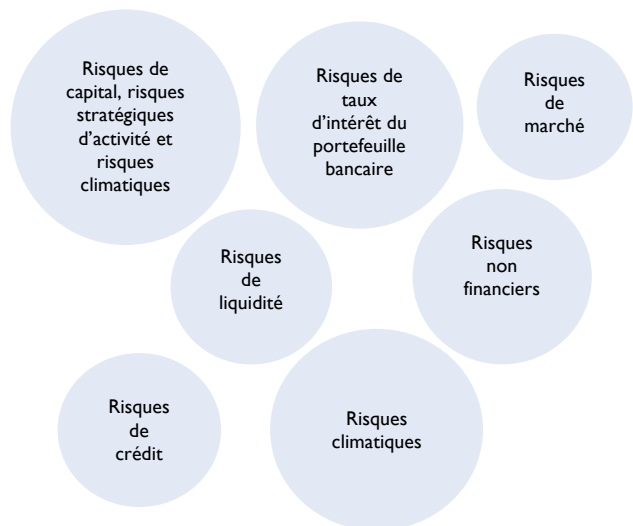 Risques de
capital, risques
stratégiques
d'activité et
risques
climatiques
Risques de
taux
d'intérêt du
portefeuille
bancaire
Risques
de
marché
Risques
de
liquidité
Risques
non
financiers
Risques
de
crédit
Risques
climatiques